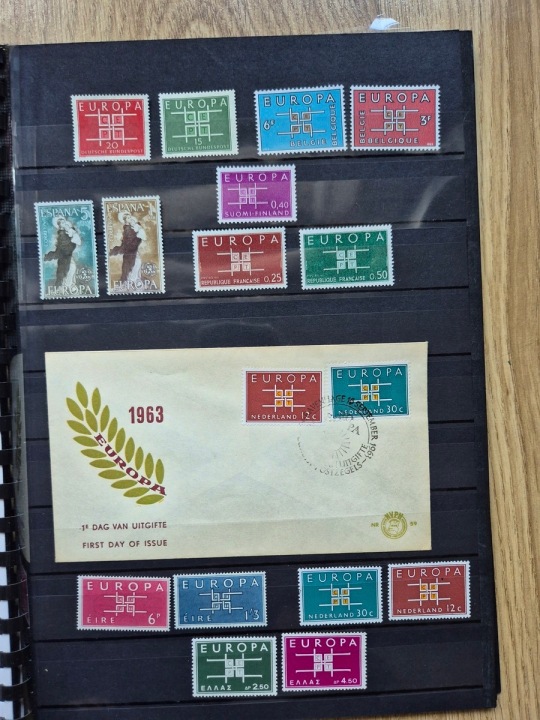 EUROPA
20
DEUTSCHE BUNDESPOST
EUROPA
15
DEUTSCHE BUNDESPOST
EUROPA
6F
BELGIE BELGIQUE
EUROPA
3F
BELGIE BELGIQUE
ESPAÑA
EUROPA
ESPAÑA
EUROPA
EUROPA
0,40
SUOMI-FINLAND
EUROPA
0.25
REPUBLIQUE FRANÇAISE
EUROPA
0.50
REPUBLIQUE FRANÇAISE
EUROPA
NEDERLAND 12c
EUROPA
NEDERLAND 30c
1963
EUROPA
1E DAG VAN UITGIFTE
FIRST DAY OF ISSUE
NVPH
EUROPA
EIRE 6P
EUROPA
EIRE 1'3
EUROPA
NEDERLAND 30c
EUROPA
NEDERLAND 12c
EUROPA
ΕΛΛΑΣ ΔΡ 2.50
EUROPA
ΕΛΛΑΣ ΔΡ 4.50